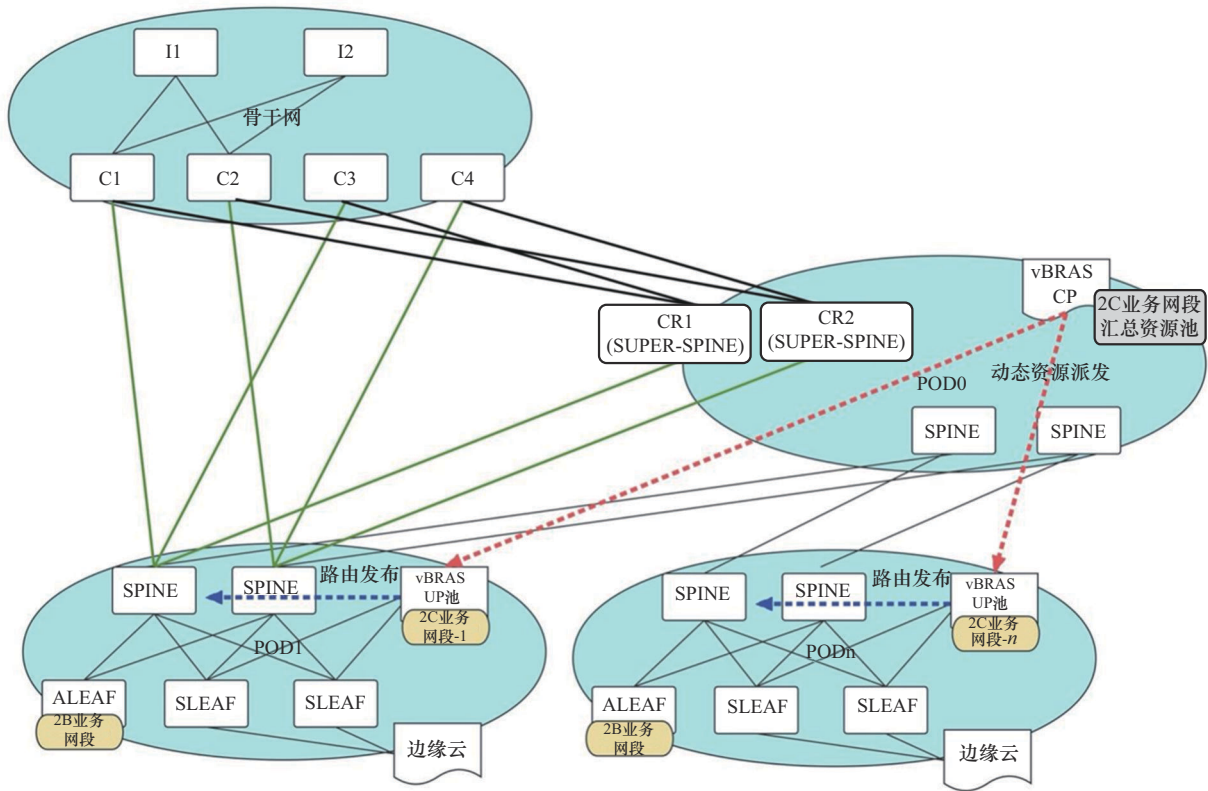 I1
I2
骨干网
C1
C2
C3
C4
vBRAS
CP
2C业务网段
汇总资源池
CR1
(SUPER-SPINE)
CR2
(SUPER-SPINE)
POD0
动态资源派发
SPINE
SPINE
SPINE
SPINE
路由发布
vBRAS
UP池
2C业务
网段-1
POD1
ALEAF
2B业务
网段
SLEAF
SLEAF
边缘云
SPINE
SPINE
路由发布
vBRAS
UP池
2C业务
网段-n
PODn
ALEAF
2B业务
网段
SLEAF
SLEAF
边缘云